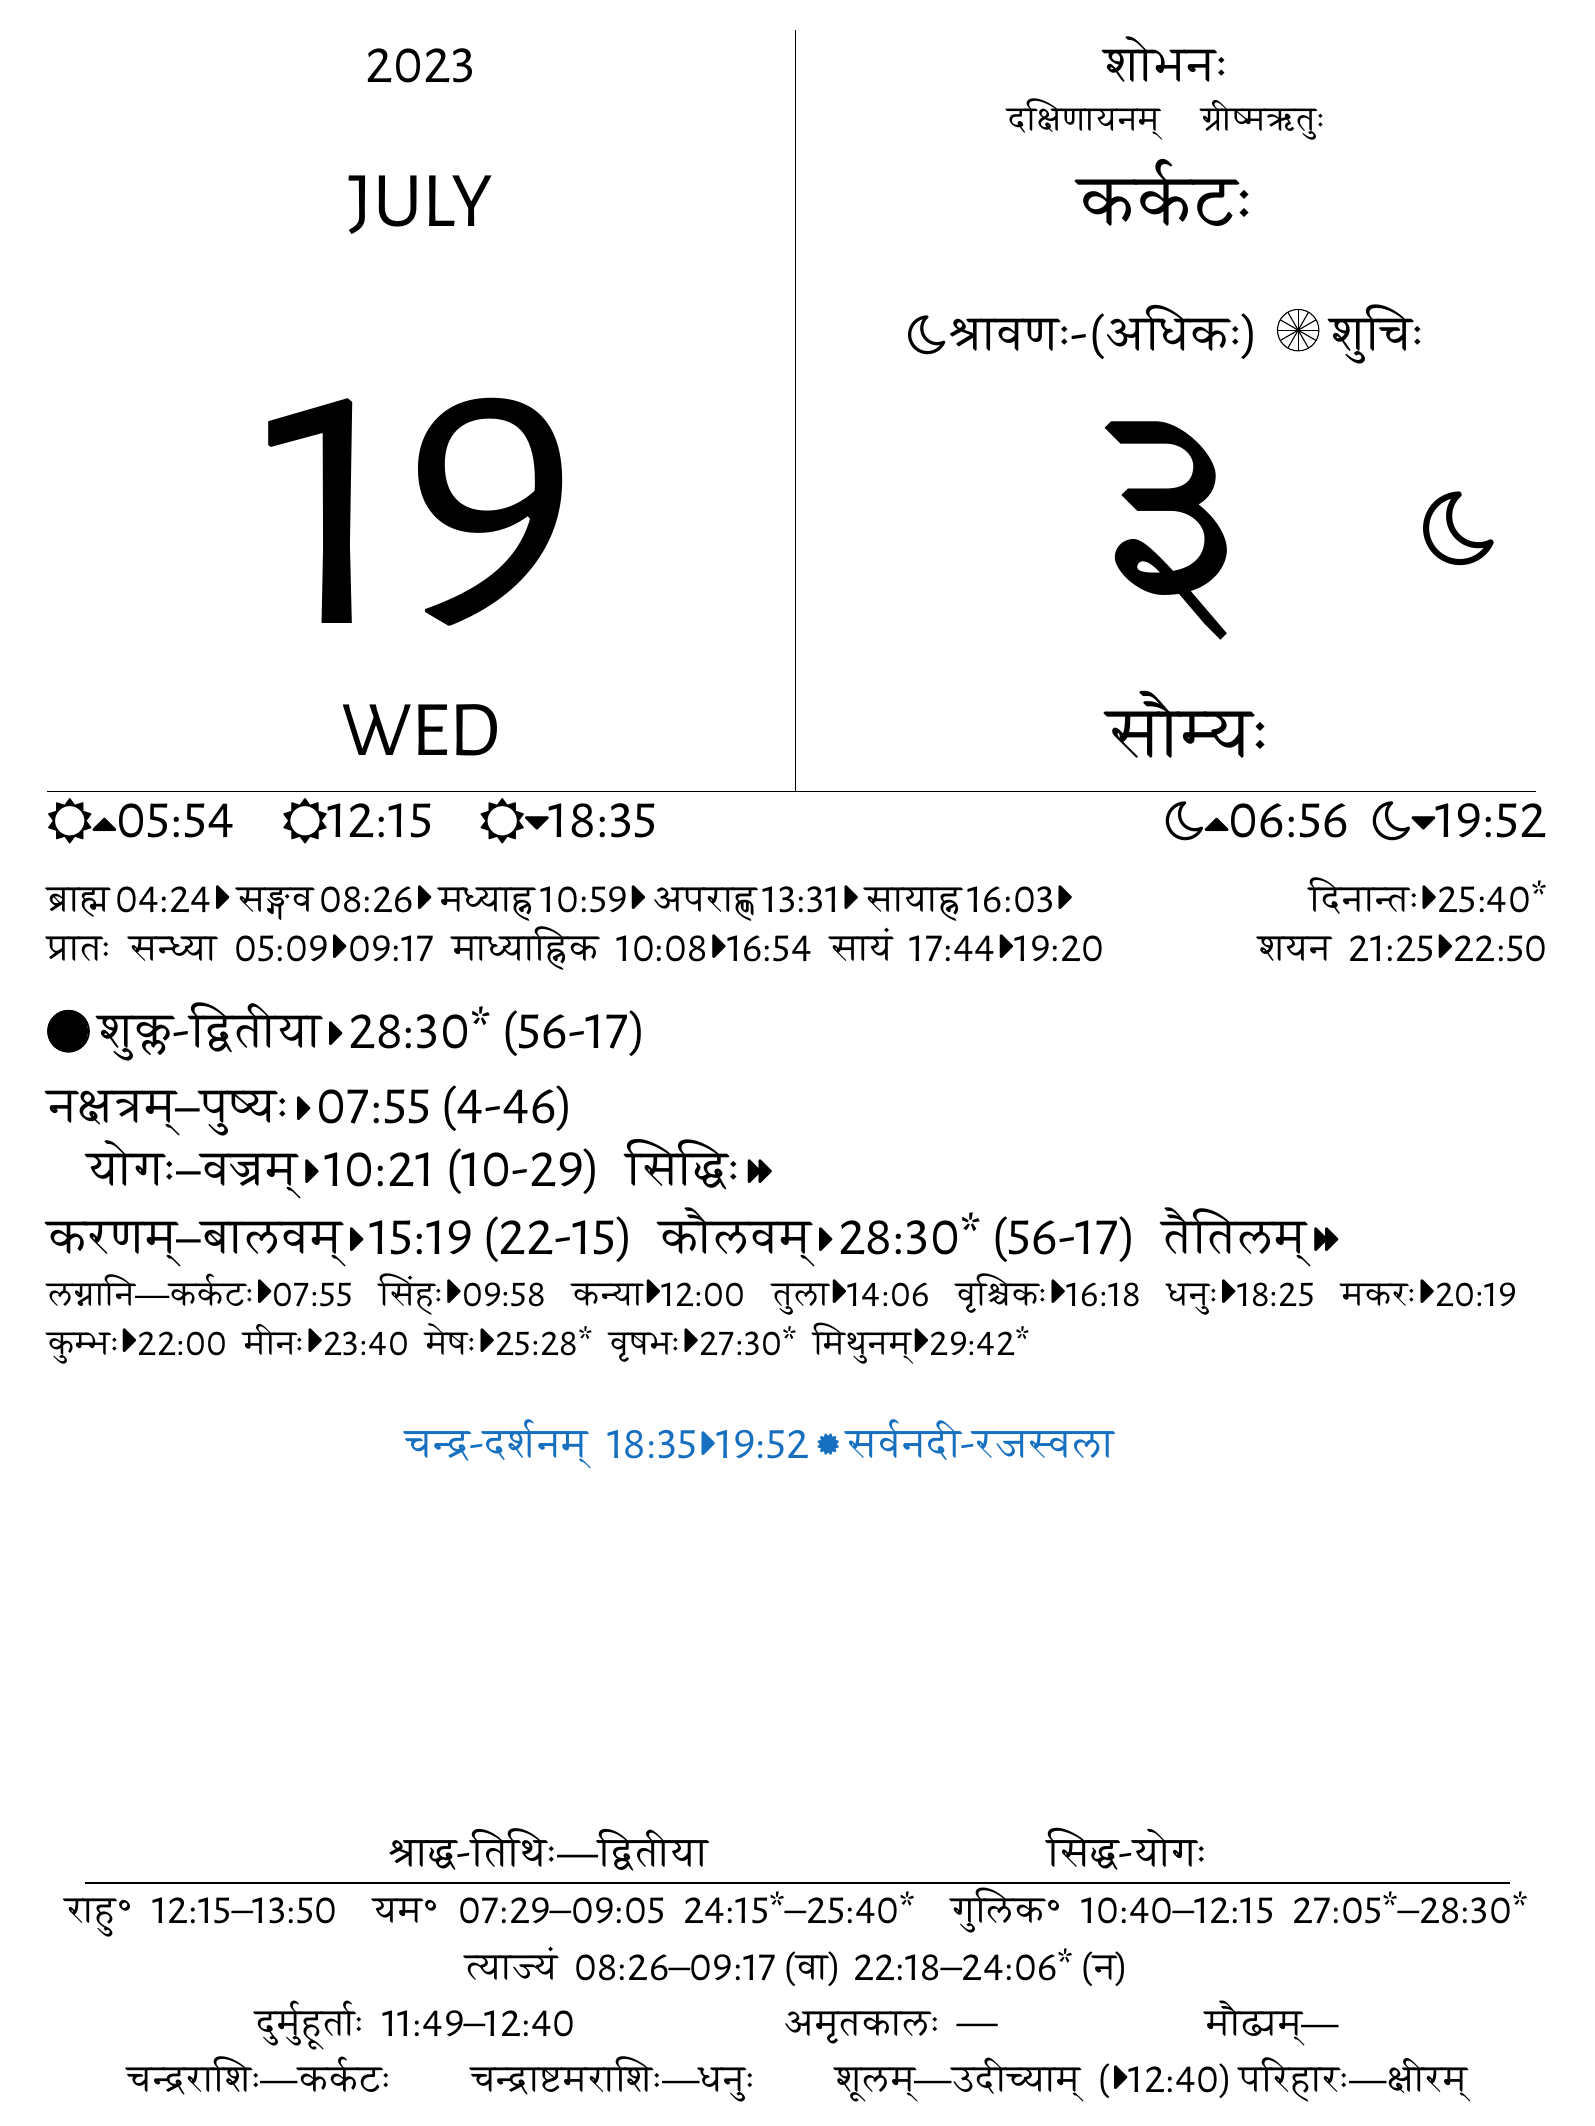 2023
JULY
19
WED
शोभनः
दक्षिणायनम् ग्रीष्मऋतुः
कर्कटः
श्रावणः-(अधिकः) शुचिः
३
सौम्यः
05:54 12:15 18:35 06:56 19:52
ब्राह्म 04:24 सङ्गव 08:26 मध्याह्न 10:59 अपराह्ण 13:31 सायाह्न 16:03 दिनान्तः 25:40*
प्रातः सन्ध्या 05:09 09:17 माध्याह्निक 10:08 16:54 सायं 17:44 19:20 शयन 21:25 22:50
शुक्ल-द्वितीया 28:30* (56-17)
नक्षत्रम्–पुष्यः 07:55 (4-46)
योगः–वज्रम् 10:21 (10-29) सिद्धिः
करणम्–बालवम् 15:19 (22-15) कौलवम् 28:30* (56-17) तैतिलम्
लग्नानि—कर्कटः 07:55 सिंहः 09:58 कन्या 12:00 तुला 14:06 वृश्चिकः 16:18 धनुः 18:25 मकरः 20:19
कुम्भः 22:00 मीनः 23:40 मेषः 25:28* वृषभः 27:30* मिथुनम् 29:42*
चन्द्र-दर्शनम् 18:35 19:52 सर्वनदी-रजस्वला
श्राद्ध-तिथिः—द्वितीया सिद्ध-योगः
राहु॰ 12:15–13:50 यम॰ 07:29–09:05 24:15*–25:40* गुलिक॰ 10:40–12:15 27:05*–28:30*
त्याज्यं 08:26–09:17 (वा) 22:18–24:06* (न)
दुर्मुहूर्ताः 11:49–12:40 अमृतकालः — मौढ्यम्—
चन्द्रराशिः—कर्कटः चन्द्राष्टमराशिः—धनुः शूलम्—उदीच्याम् (12:40) परिहारः—क्षीरम्